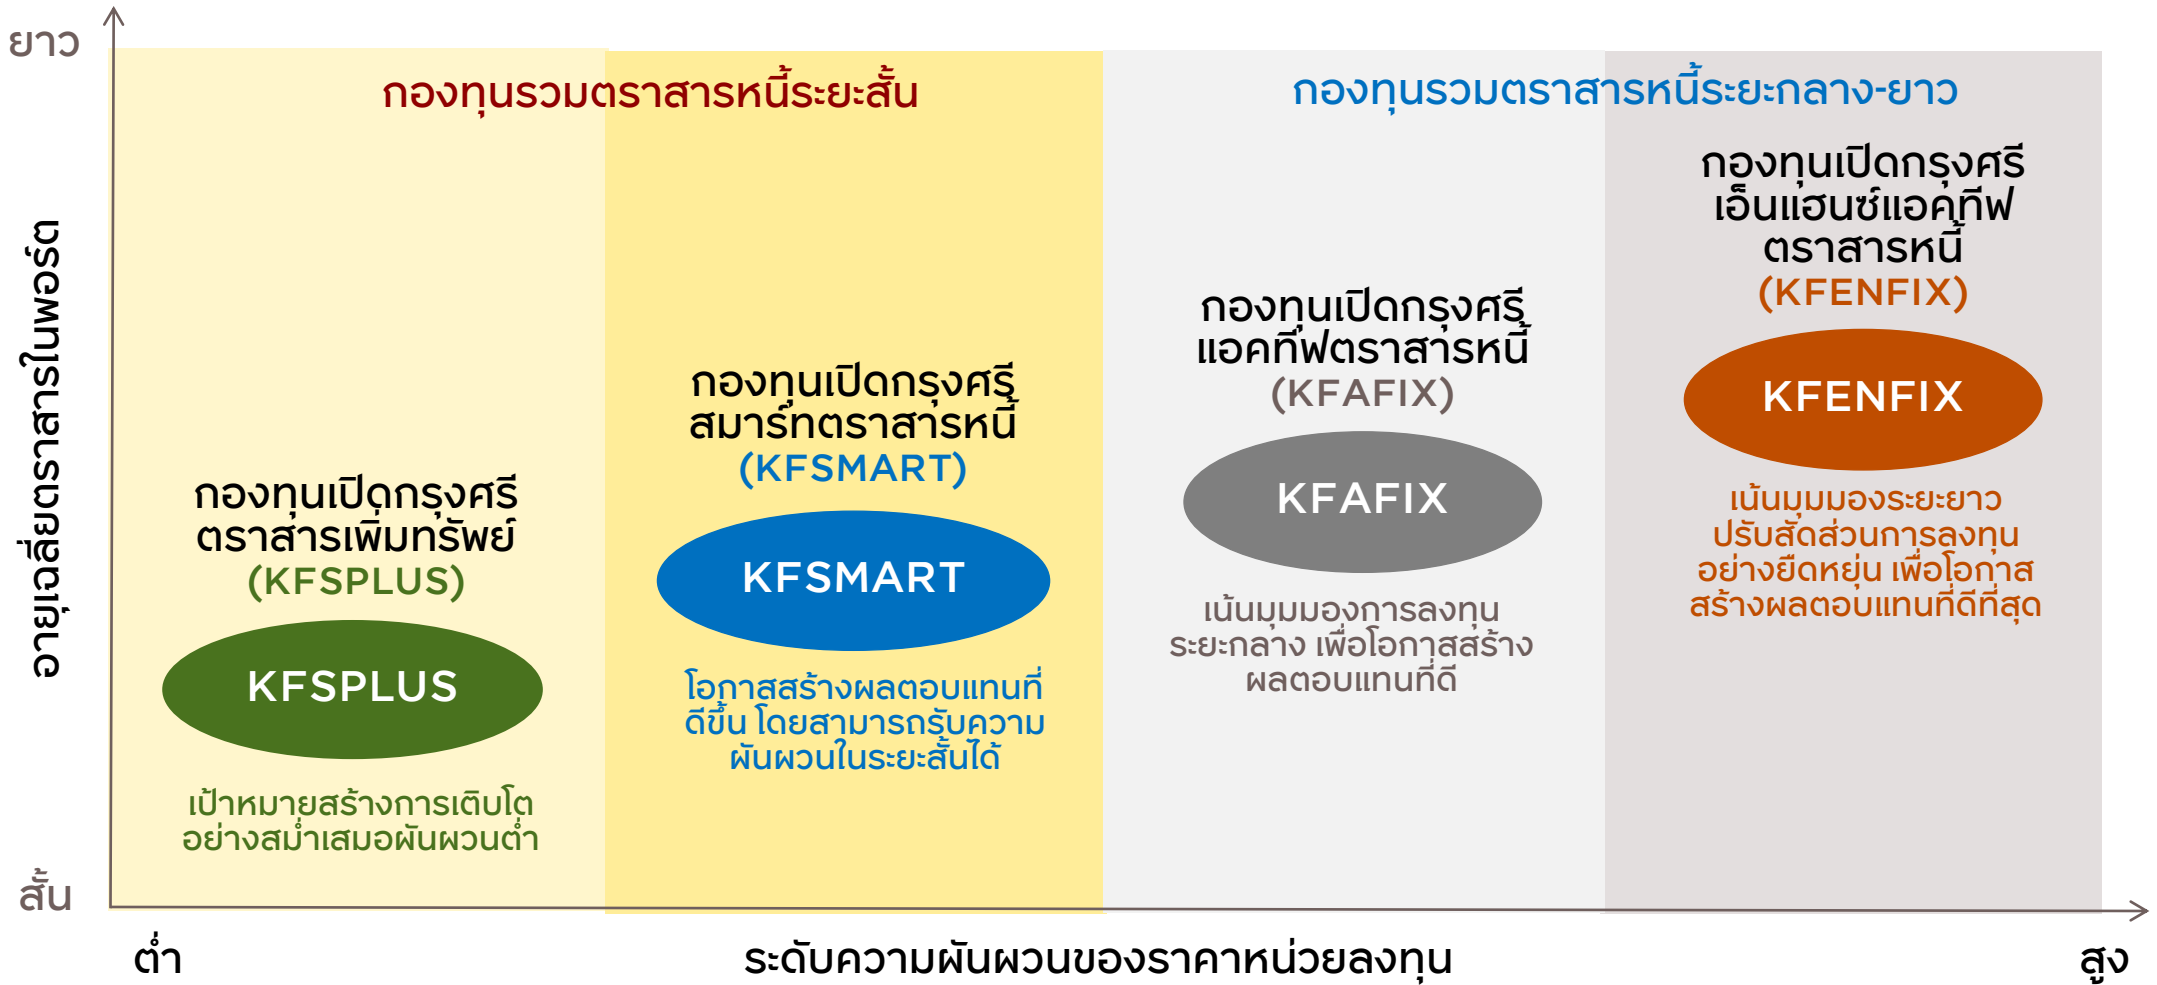 ยาว
กองทุนรวมตราสารหนี้ระยะสั้น
กองทุนรวมตราสารหนี้ระยะกลาง-ยาว
อายุเฉลี่ยตราสารในพอร์ต
กองทุนเปิดกรุงศรี
ตราสารเพิ่มทรัพย์
(KFSPLUS)
KFSPLUS
เป้าหมายสร้างการเติบโต
อย่างสม่ำเสมอผันผวนต่ำ
กองทุนเปิดกรุงศรี
สมาร์ทตราสารหนี้
(KFSMART)
KFSMART
โอกาสสร้างผลตอบแทนที่
ดีขึ้น โดยสามารถรับความ
ผันผวนในระยะสั้นได้
กองทุนเปิดกรุงศรี
แอคทีฟตราสารหนี้
(KFAFIX)
KFAFIX
เน้นมุมมองการลงทุน
ระยะกลาง เพื่อโอกาสสร้าง
ผลตอบแทนที่ดี
กองทุนเปิดกรุงศรี
เอ็นแฮนซ์แอคทีฟ
ตราสารหนี้
(KFENFIX)
KFENFIX
เน้นมุมมองระยะยาว
ปรับสัดส่วนการลงทุน
อย่างยืดหยุ่น เพื่อโอกาส
สร้างผลตอบแทนที่ดีที่สุด
สั้น
ต่ำ
ระดับความผันผวนของราคาหน่วยลงทุน
สูง